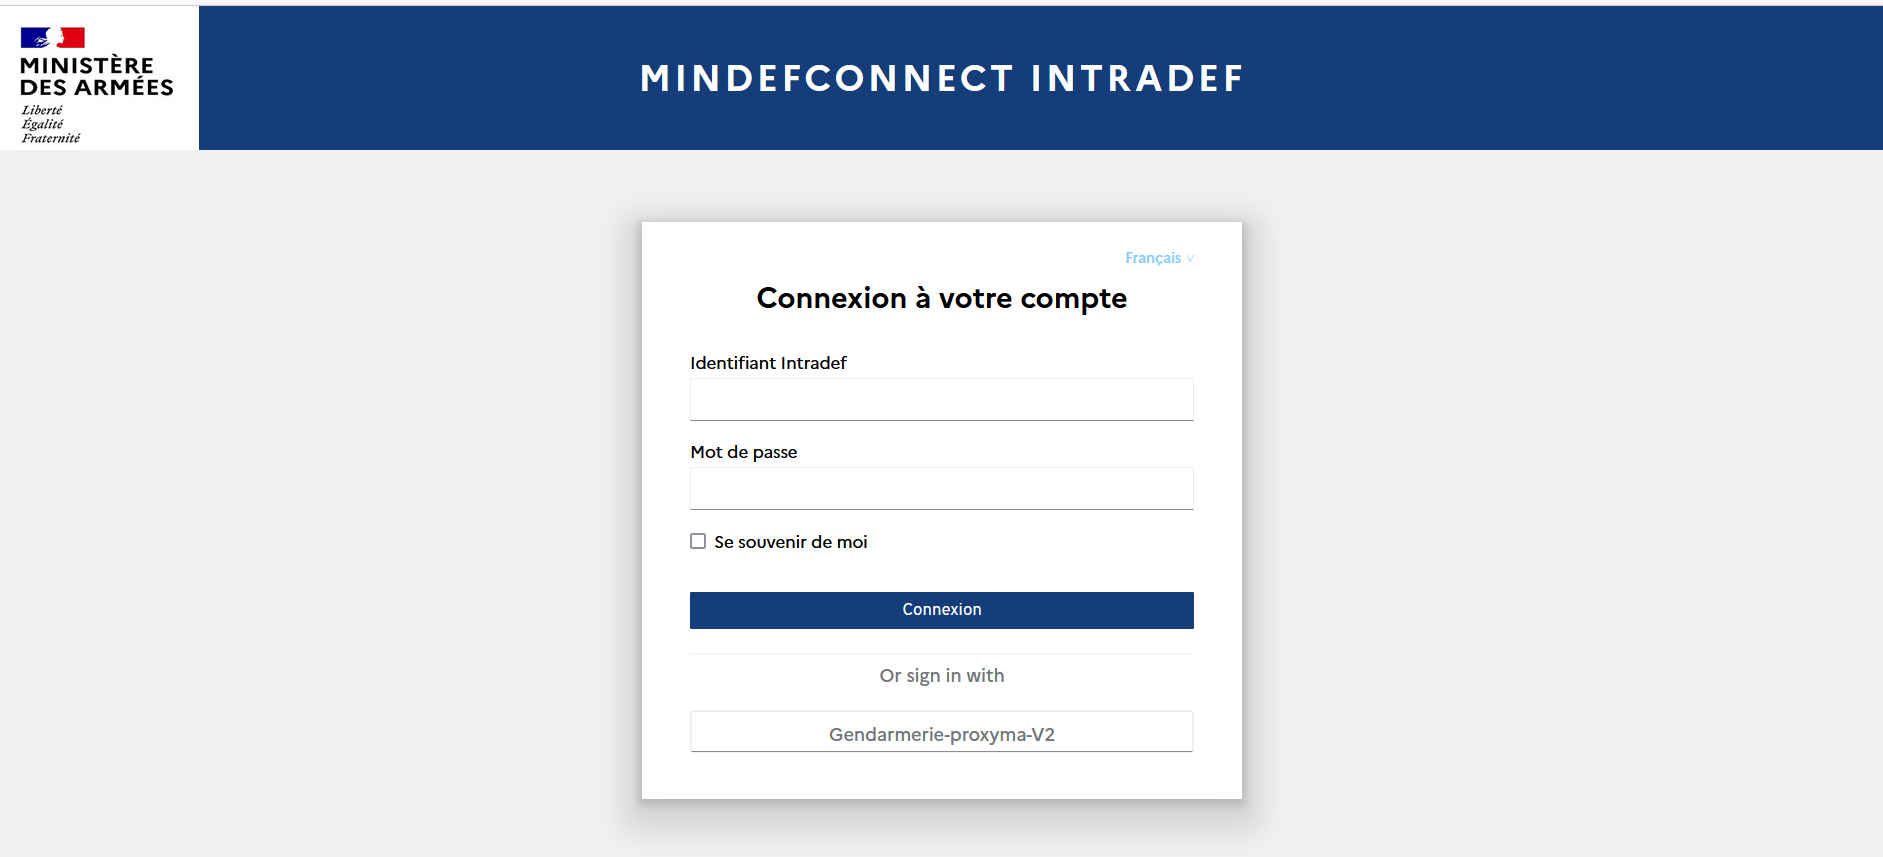 MINISTÈRE
DES ARMÉES
Liberté
Égalité
Fraternité
MINDEFCONNECT INTRADEF
Français
Connexion à votre compte
Identifiant Intradef
Mot de passe
Se souvenir de moi
Connexion
Or sign in with
Gendarmerie-proxyma-V2